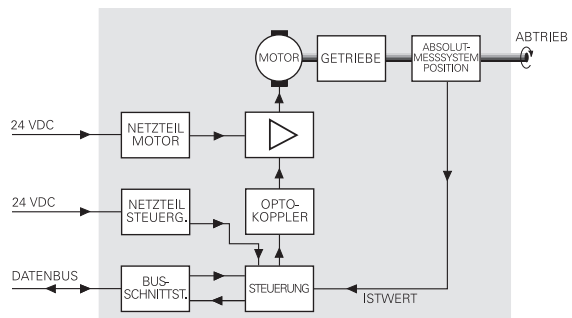 ABTRIEB
MOTOR
GETRIEBE
ABSOLUT-
MESSSYSTEM
POSITION
24 VDC
NETZTEIL
MOTOR
24 VDC
NETZTEIL
STEUERG.
OPTO-
KOPPLER
DATENBUS
BUS-
SCHNITTST.
STEUERUNG
ISTWERT